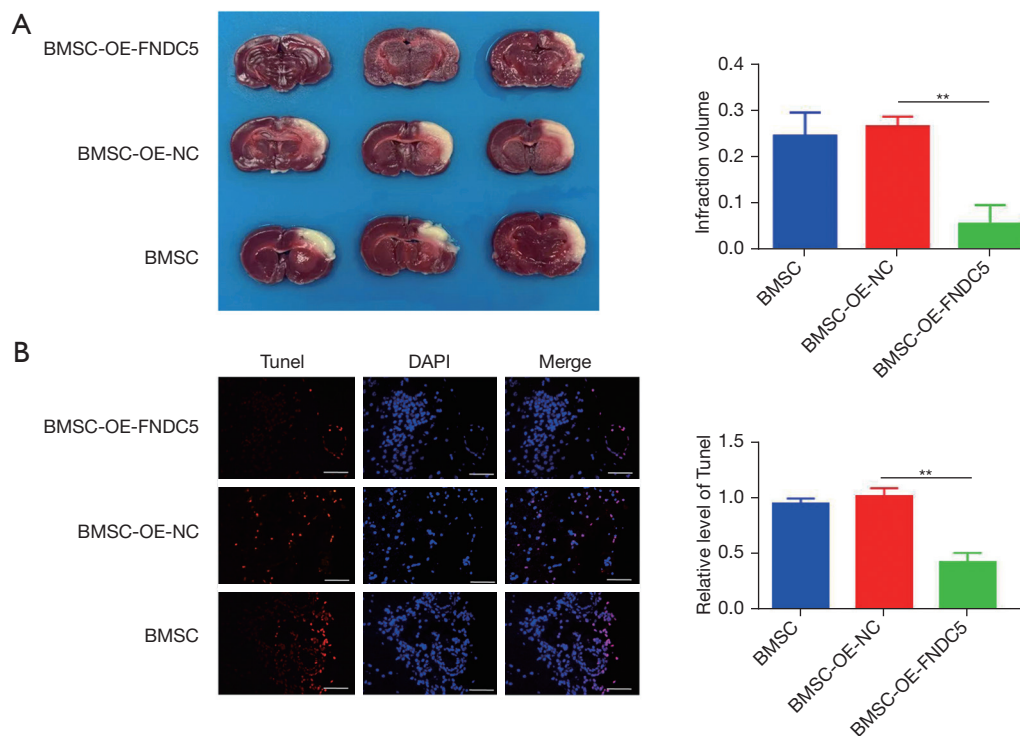 A
BMSC-OE-FNDC5
BMSC-OE-NC
BMSC
Infraction volume
0.4
0.3
0.2
0.1
0.0
**
BMSC
BMSC-OE-NC
BMSC-OE-FNDC5
B
Tunel DAPI Merge
BMSC-OE-FNDC5
BMSC-OE-NC
BMSC
Relative level of Tunel
1.5
1.0
0.5
0.0
**
BMSC
BMSC-OE-NC
BMSC-OE-FNDC5